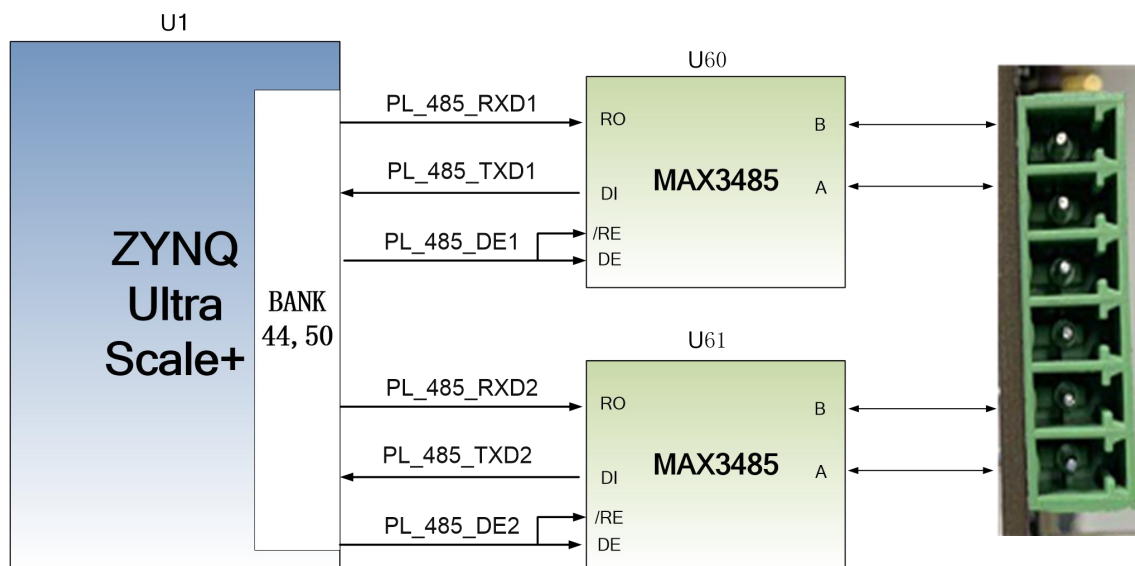 U1
U60
PL_485_RXD1
RO
B
PL_485_TXD1
MAX3485
DI
A
PL_485_DE1
/RE
DE
ZYNQ
Ultra
Scale+
BANK
44,50
U61
PL_485_RXD2
RO
B
PL_485_TXD2
MAX3485
DI
A
PL_485_DE2
/RE
DE